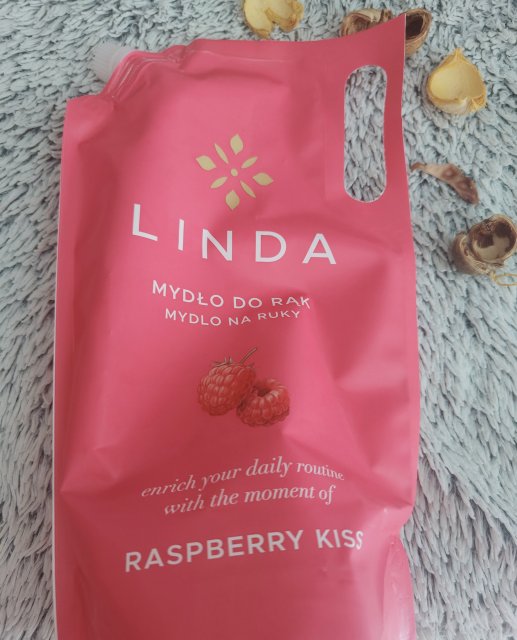 LINDA
MYDŁO DO RĄK
MYDLO NA RUKY
enrich your daily routine
with the moment of
RASPBERRY KISS